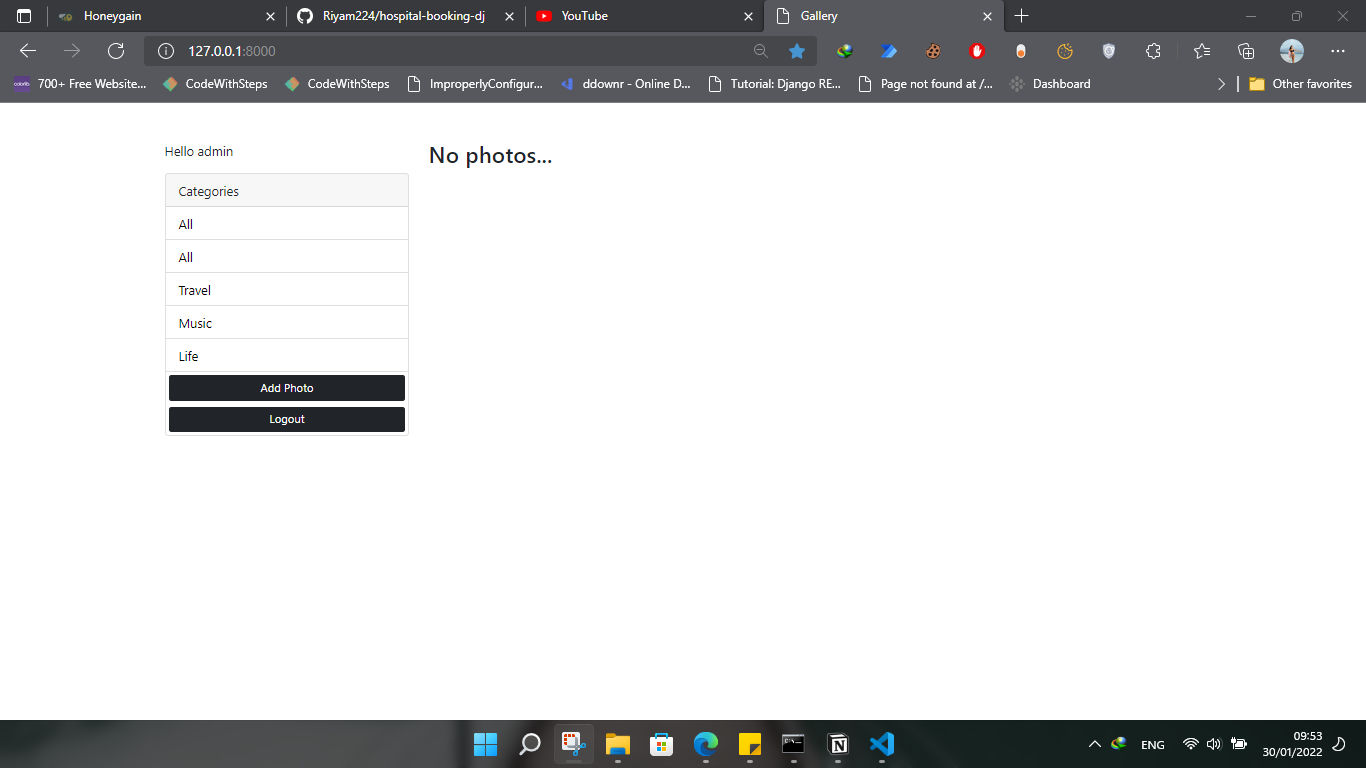 Honeygain
Riyam224/hospital-booking-dj
YouTube
Gallery
127.0.0.1:8000
700+ Free Website...
CodeWithSteps
CodeWithSteps
ImproperlyConfigur...
ddownr - Online D...
Tutorial: Django RE...
Page not found at /...
Dashboard
Other favorites
Hello admin
No photos...
Categories
All
All
Travel
Music
Life
Add Photo
Logout
ENG
09:53
30/01/2022